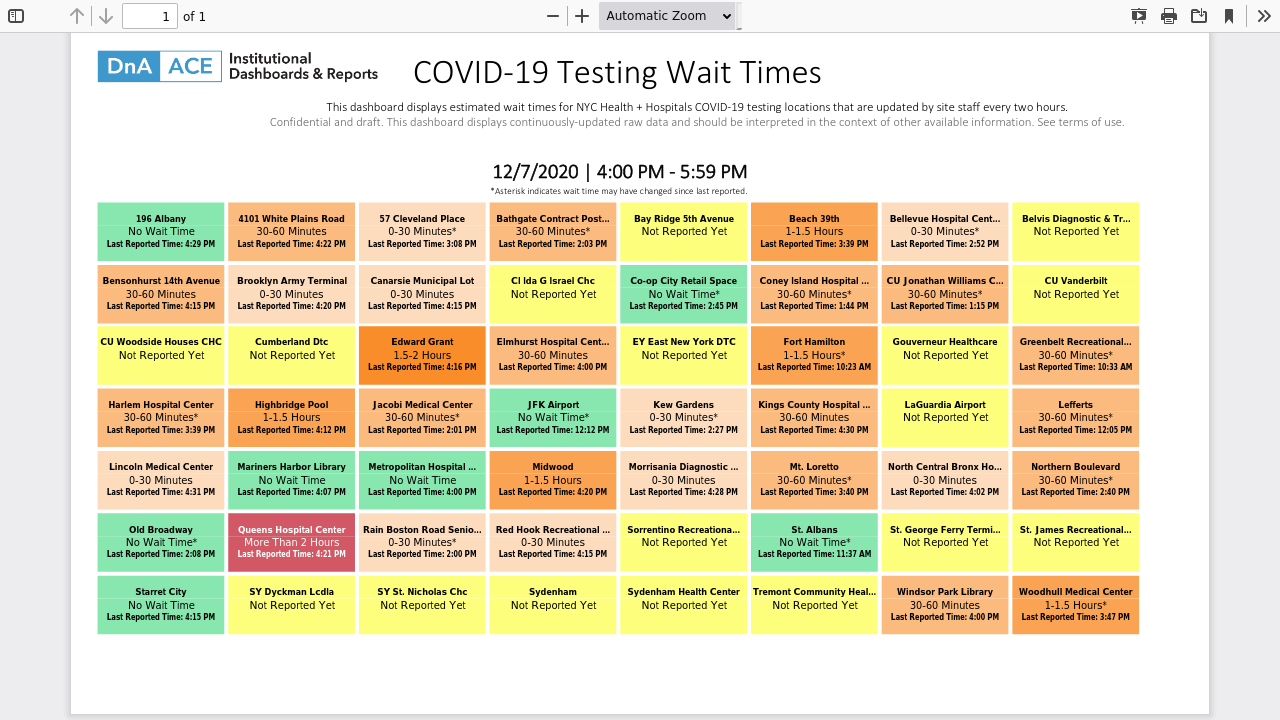 1 of 1 Automatic Zoom
DnA ACE Institutional
Dashboards & Reports
COVID-19 Testing Wait Times
This dashboard displays estimated wait times for NYC Health + Hospitals COVID-19 testing locations that are updated by site staff every two hours.
Confidential and draft. This dashboard displays continuously-updated raw data and should be interpreted in the context of other available information. See terms of use.
12/7/2020 | 4:00 PM - 5:59 PM
*Asterisk indicates wait time may have changed since last reported.
196 Albany
No Wait Time
Last Reported Time: 4:29 PM
4101 White Plains Road
30-60 Minutes
Last Reported Time: 4:22 PM
57 Cleveland Place
0-30 Minutes*
Last Reported Time: 3:08 PM
Bathgate Contract Post...
30-60 Minutes*
Last Reported Time: 2:03 PM
Bay Ridge 5th Avenue
Not Reported Yet
Beach 39th
1-1.5 Hours
Last Reported Time: 3:39 PM
Bellevue Hospital Cent...
0-30 Minutes*
Last Reported Time: 2:52 PM
Belvis Diagnostic & Tr...
Not Reported Yet
Bensonhurst 14th Avenue
30-60 Minutes
Last Reported Time: 4:15 PM
Brooklyn Army Terminal
0-30 Minutes
Last Reported Time: 4:20 PM
Canarsie Municipal Lot
0-30 Minutes
Last Reported Time: 4:15 PM
CI Ida G Israel Chc
Not Reported Yet
Co-op City Retail Space
No Wait Time*
Last Reported Time: 2:45 PM
Coney Island Hospital ...
30-60 Minutes*
Last Reported Time: 1:44 PM
CU Jonathan Williams C...
30-60 Minutes*
Last Reported Time: 1:15 PM
CU Vanderbilt
Not Reported Yet
CU Woodside Houses CHC
Not Reported Yet
Cumberland Dtc
Not Reported Yet
Edward Grant
1.5-2 Hours
Last Reported Time: 4:16 PM
Elmhurst Hospital Cent...
30-60 Minutes
Last Reported Time: 4:00 PM
EY East New York DTC
Not Reported Yet
Fort Hamilton
1-1.5 Hours*
Last Reported Time: 10:23 AM
Gouverneur Healthcare
Not Reported Yet
Greenbelt Recreational...
30-60 Minutes*
Last Reported Time: 10:33 AM
Harlem Hospital Center
30-60 Minutes*
Last Reported Time: 3:39 PM
Highbridge Pool
1-1.5 Hours
Last Reported Time: 4:12 PM
Jacobi Medical Center
30-60 Minutes*
Last Reported Time: 2:01 PM
JFK Airport
No Wait Time*
Last Reported Time: 12:12 PM
Kew Gardens
0-30 Minutes*
Last Reported Time: 2:27 PM
Kings County Hospital ...
30-60 Minutes
Last Reported Time: 4:30 PM
LaGuardia Airport
Not Reported Yet
Lefferts
30-60 Minutes*
Last Reported Time: 12:05 PM
Lincoln Medical Center
0-30 Minutes
Last Reported Time: 4:31 PM
Mariners Harbor Library
No Wait Time
Last Reported Time: 4:07 PM
Metropolitan Hospital ...
No Wait Time
Last Reported Time: 4:00 PM
Midwood
1-1.5 Hours
Last Reported Time: 4:20 PM
Morrisania Diagnostic ...
0-30 Minutes
Last Reported Time: 4:28 PM
Mt. Loretto
30-60 Minutes*
Last Reported Time: 3:40 PM
North Central Bronx Ho...
0-30 Minutes
Last Reported Time: 4:02 PM
Northern Boulevard
30-60 Minutes*
Last Reported Time: 2:40 PM
Old Broadway
No Wait Time*
Last Reported Time: 2:08 PM
Queens Hospital Center
More Than 2 Hours
Last Reported Time: 4:21 PM
Rain Boston Road Senio...
0-30 Minutes*
Last Reported Time: 2:00 PM
Red Hook Recreational ...
0-30 Minutes
Last Reported Time: 4:15 PM
Sorrentino Recreationa...
Not Reported Yet
St. Albans
No Wait Time*
Last Reported Time: 11:37 AM
St. George Ferry Termi...
Not Reported Yet
St. James Recreational...
Not Reported Yet
Starret City
No Wait Time
Last Reported Time: 4:15 PM
SY Dyckman Lcdla
Not Reported Yet
SY St. Nicholas Chc
Not Reported Yet
Sydenham
Not Reported Yet
Sydenham Health Center
Not Reported Yet
Tremont Community Heal...
Not Reported Yet
Windsor Park Library
30-60 Minutes
Last Reported Time: 4:00 PM
Woodhull Medical Center
1-1.5 Hours*
Last Reported Time: 3:47 PM